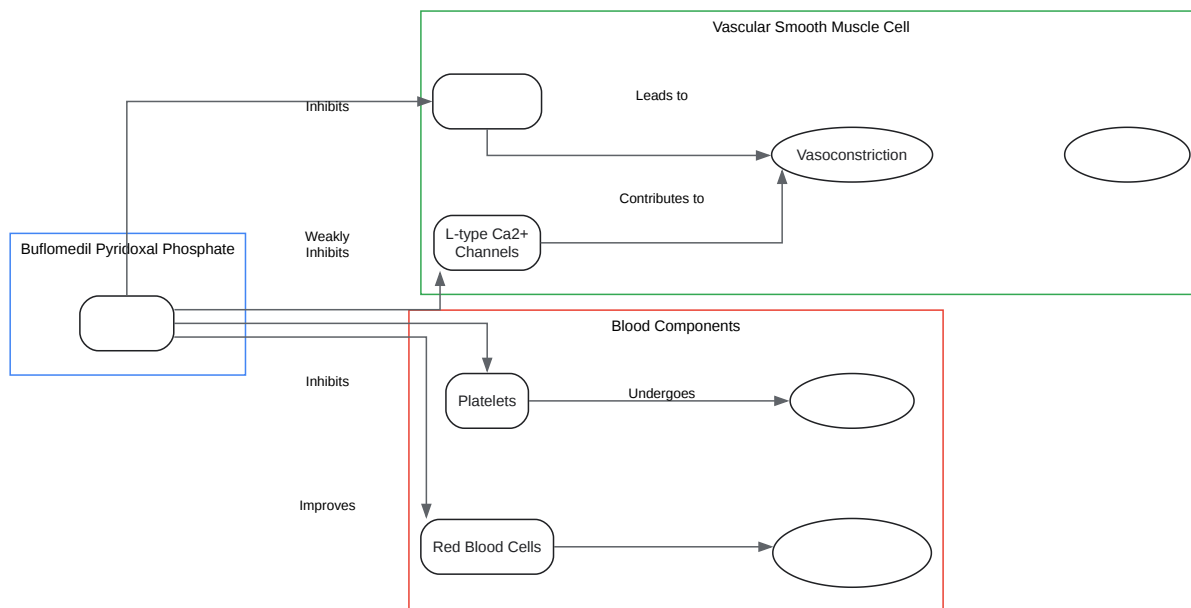 Vascular Smooth Muscle Cell
Inhibits
Leads to
Vasoconstriction
Contributes to
L-type Ca2+
Channels
Weakly
Inhibits
Buflomedil Pyridoxal Phosphate
Blood Components
Inhibits
Platelets
Undergoes
Improves
Red Blood Cells